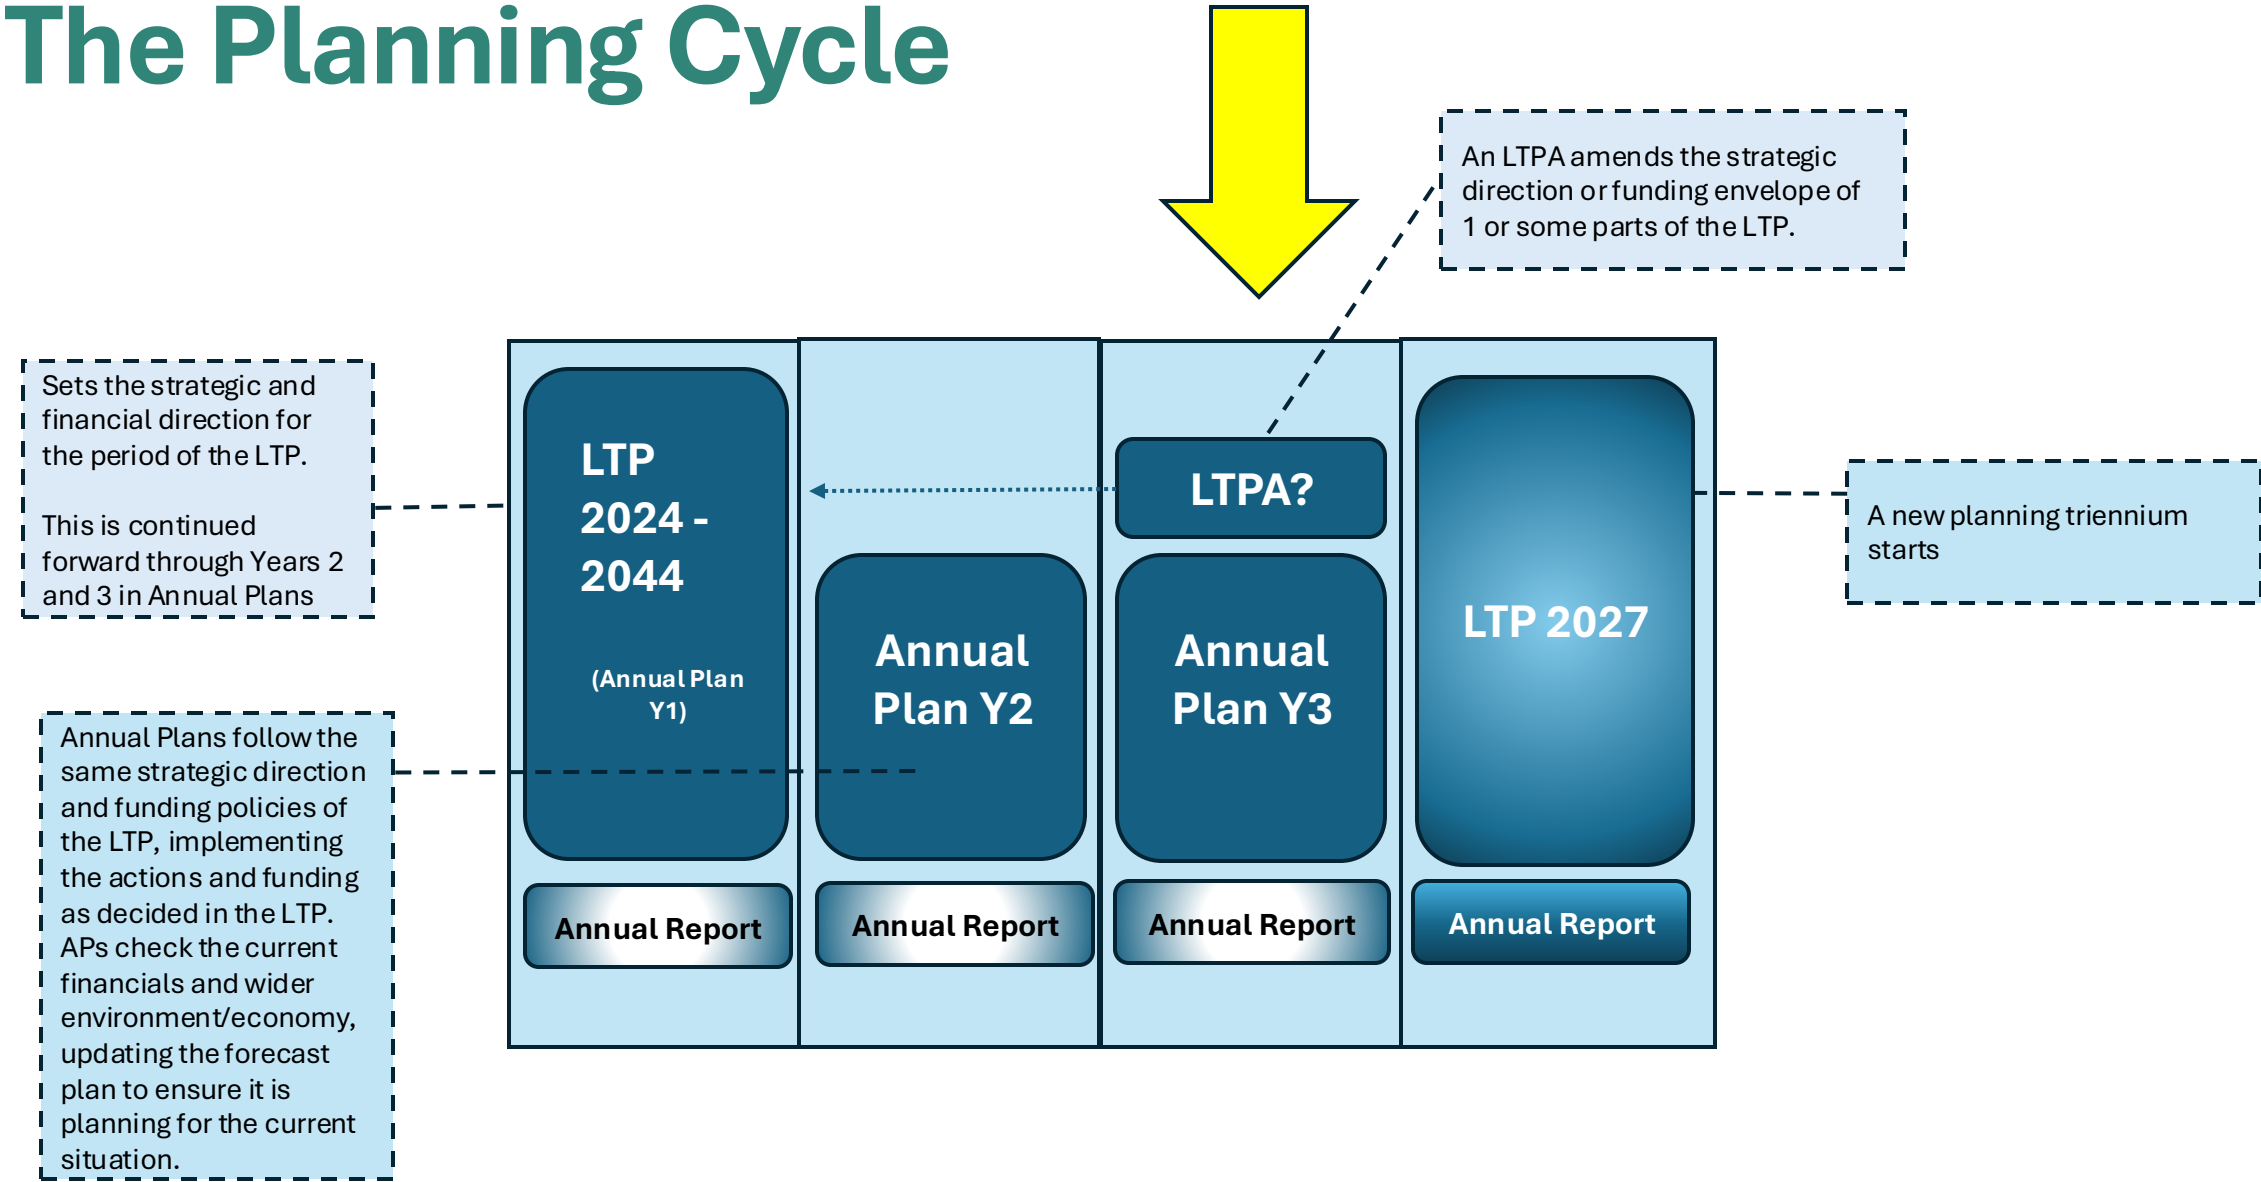 The Planning Cycle
An LTPA amends the strategic
direction or funding envelope of
1 or some parts of the LTP.
Sets the strategic and
financial direction for
the period of the LTP.
This is continued
forward through Years 2
and 3 in Annual Plans
LTP
2024 -
2044
(Annual Plan
Y1)
LTPA?
Annual
Plan Y2
Annual
Plan Y3
LTP 2027
A new planning triennium
starts
Annual Plans follow the
same strategic direction
and funding policies of
the LTP, implementing
the actions and funding
as decided in the LTP.
APs check the current
financials and wider
environment/economy,
updating the forecast
plan to ensure it is
planning for the current
situation.
Annual Report
Annual Report
Annual Report
Annual Report